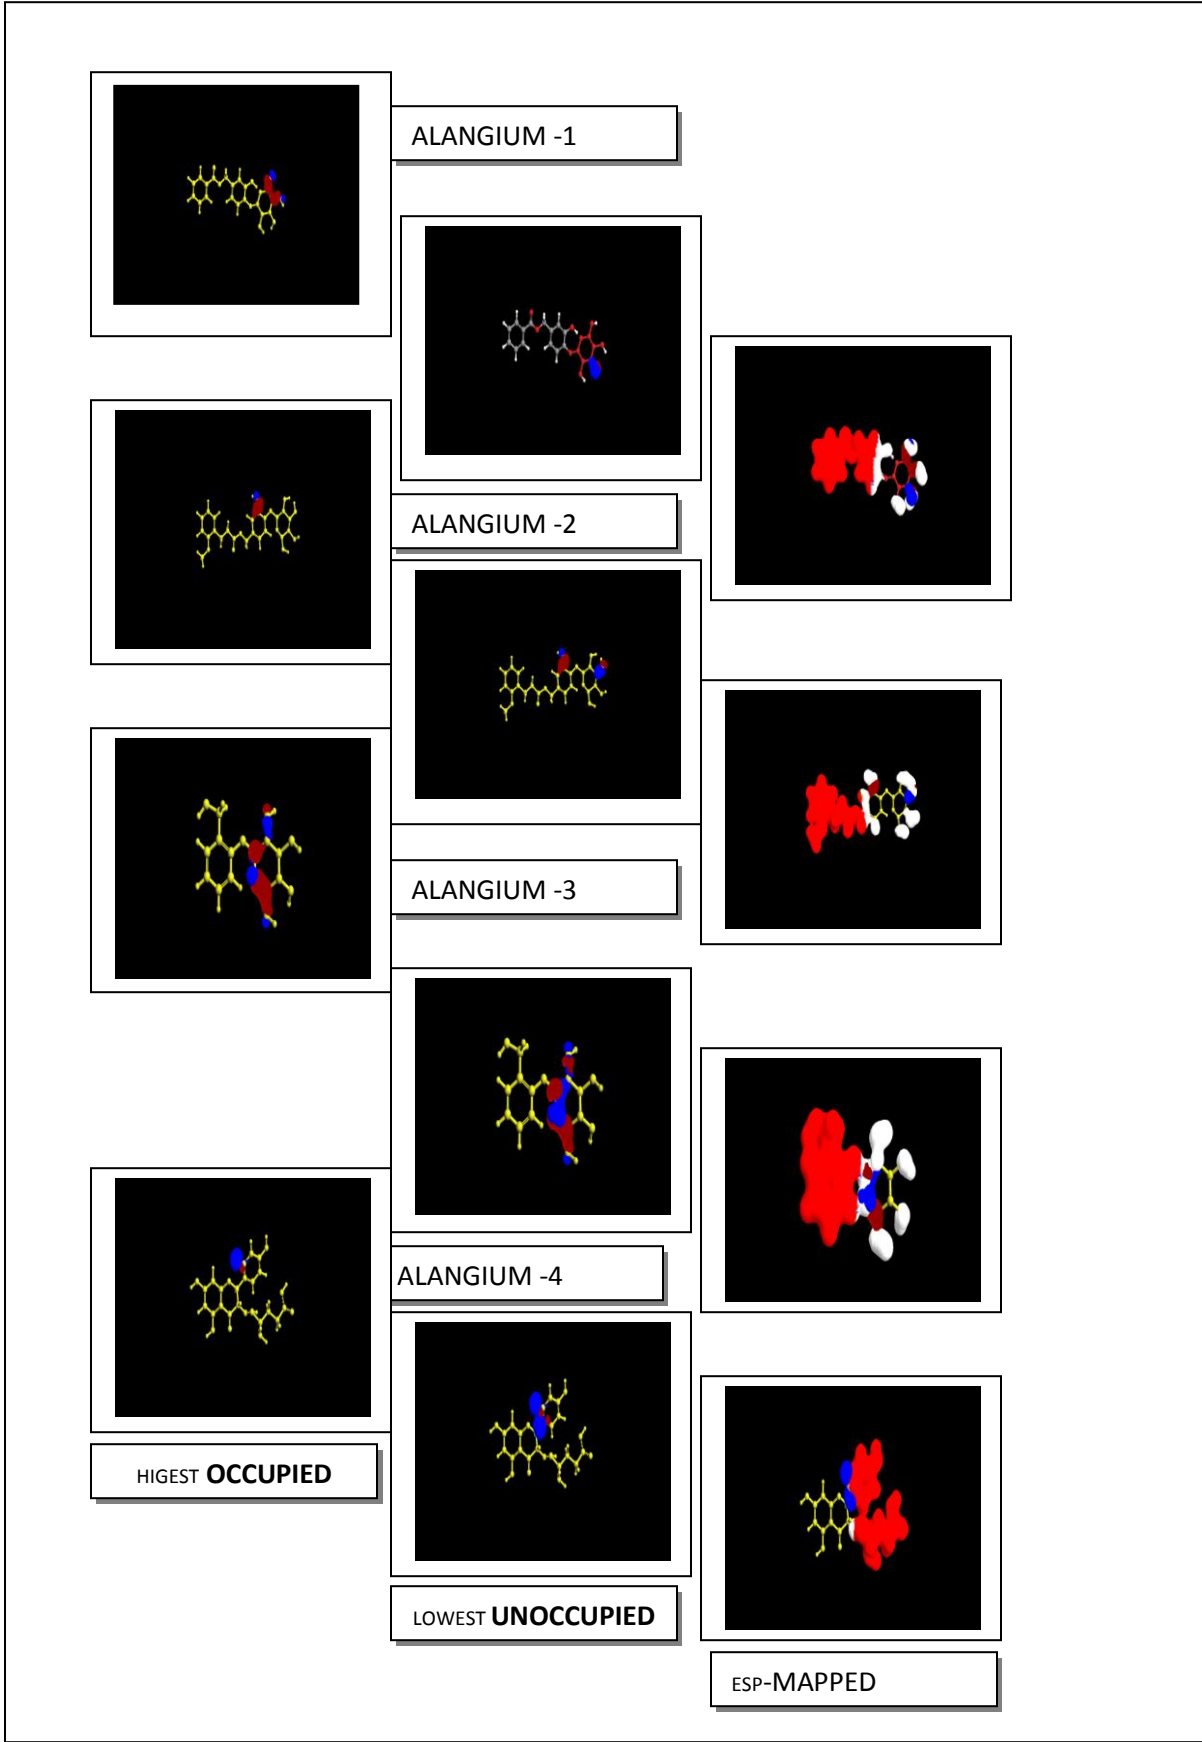 ALANGIUM -1
ALANGIUM -2
ALANGIUM -3
ALANGIUM -4
HIGEST OCCUPIED
LOWEST UNOCCUPIED
ESP-MAPPED